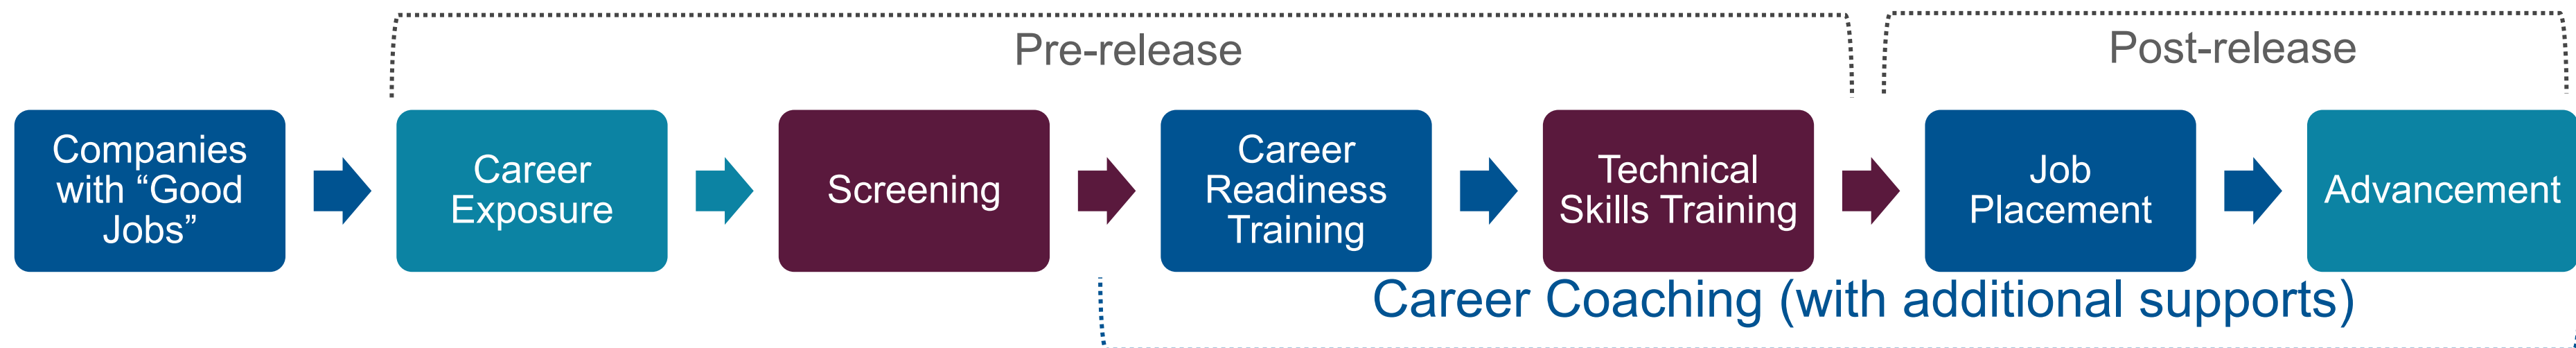 Pre-release
Post-release
Companies
with “Good
Jobs”
Career
Exposure
Screening
Career
Readiness
Training
Technical
Skills Training
Job
Placement
Advancement
Career Coaching (with additional supports)